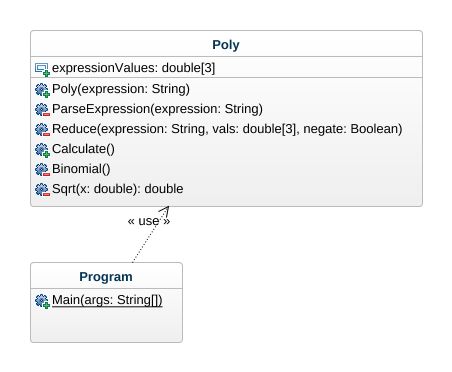 Poly
expressionValues: double[3]
Poly(expression: String)
ParseExpression(expression: String)
Reduce(expression: String, vals: double[3], negate: Boolean)
Calculate()
Binomial()
Sqrt(x: double): double
« use »
Program
Main(args: String[])